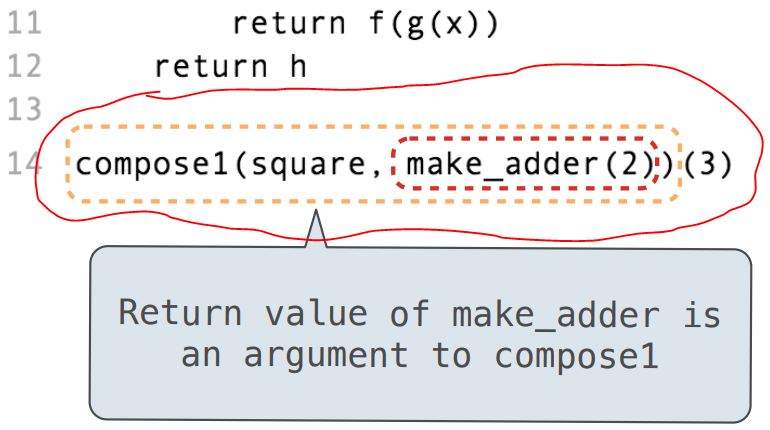 11 return f(g(x))
12 return h
13
14 compose1(square, make_adder(2))(3)
Return value of make_adder is
an argument to compose1